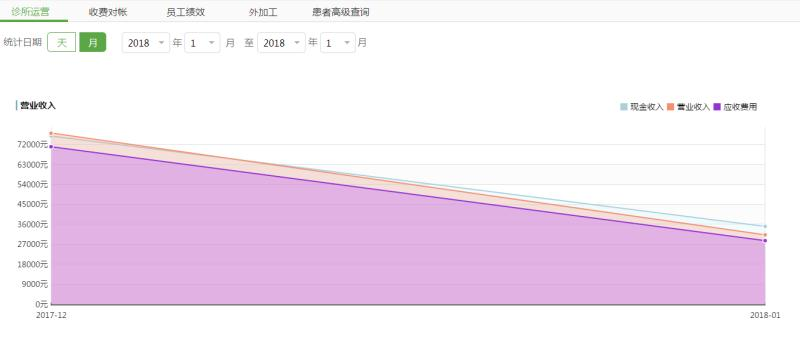 诊所运营 收费对帐 员工绩效 外加工 患者高级查询
统计日期 天 月 2018 年 1 月 至 2018 年 1 月
营业收入
现金收入 营业收入 应收费用
72000元
63000元
54000元
45000元
36000元
27000元
18000元
9000元
0元
2017-12 2018-01